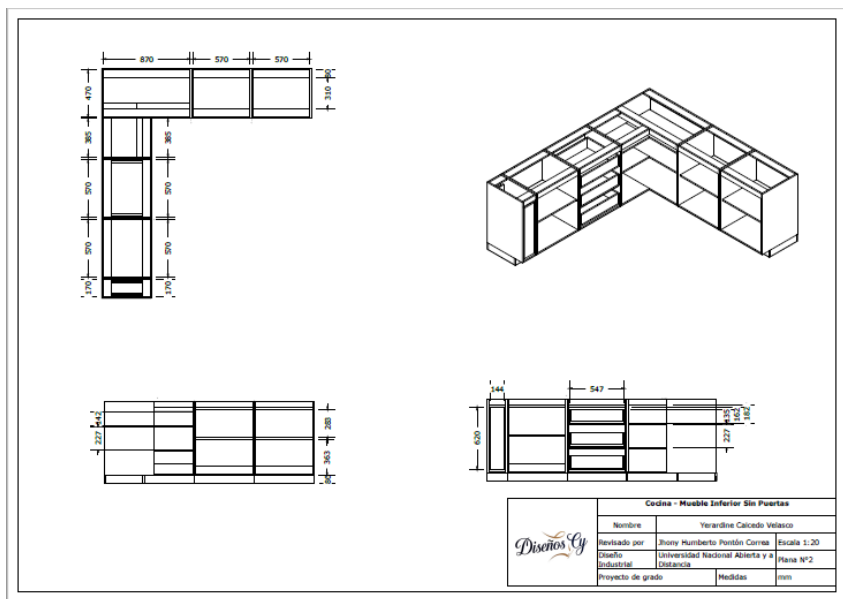 870 570 570
80
310
470
385 385
570 570
570 570
170 170
142
227
283
363
80
144 547
620
135
162
182
227
Cocina - Mueble Inferior Sin Puertas
Nombre Yerardine Caicedo Velasco
Revisado por Jhony Humberto Pontón Correa Escala 1:20
Diseño Industrial Universidad Nacional Abierta y a Distancia Plana N°2
Proyecto de grado Medidas mm
Diseños Cy